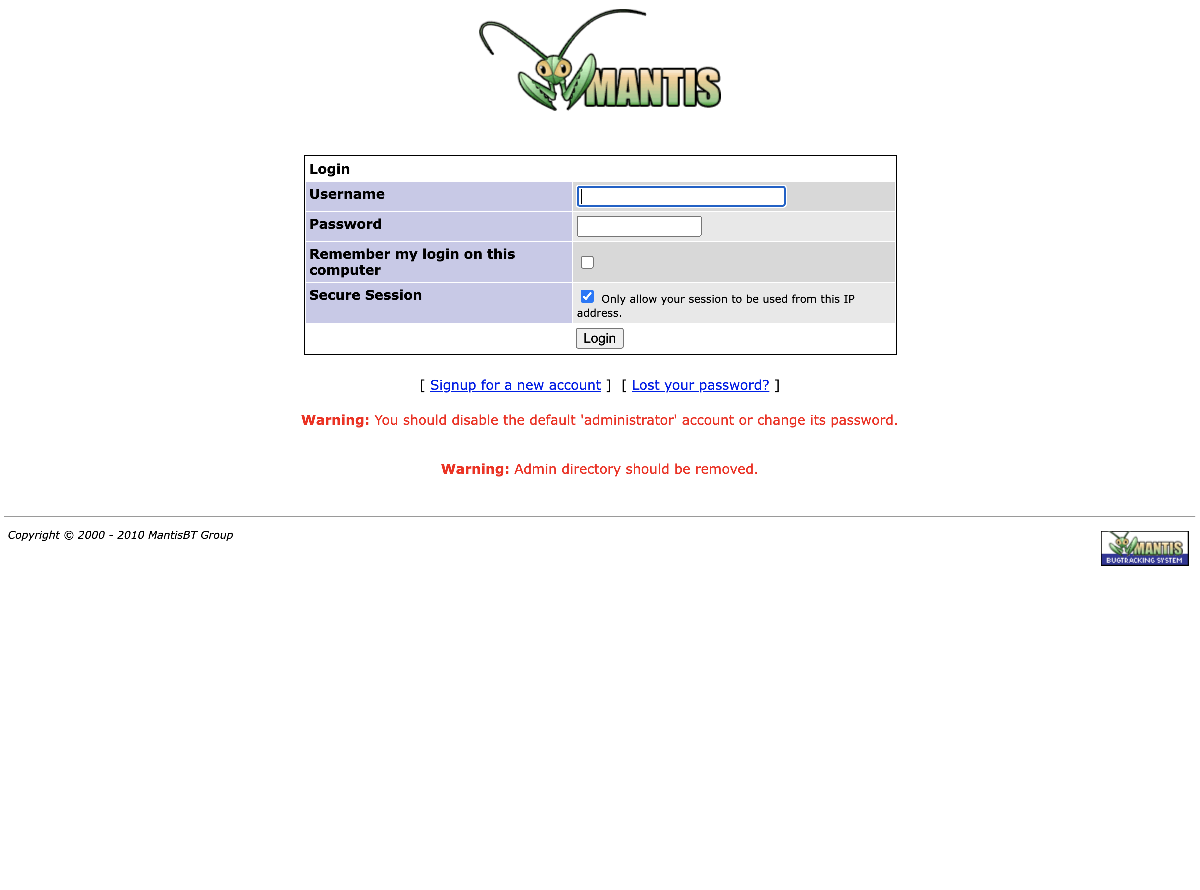 MANTIS
Login
Username
Password
Remember my login on this
computer
Secure Session
Only allow your session to be used from this IP
address.
Login
[ Signup for a new account ] [ Lost your password? ]
Warning: You should disable the default 'administrator' account or change its password.
Warning: Admin directory should be removed.
Copyright © 2000 - 2010 MantisBT Group
MANTIS
BUGTRACKING SYSTEM